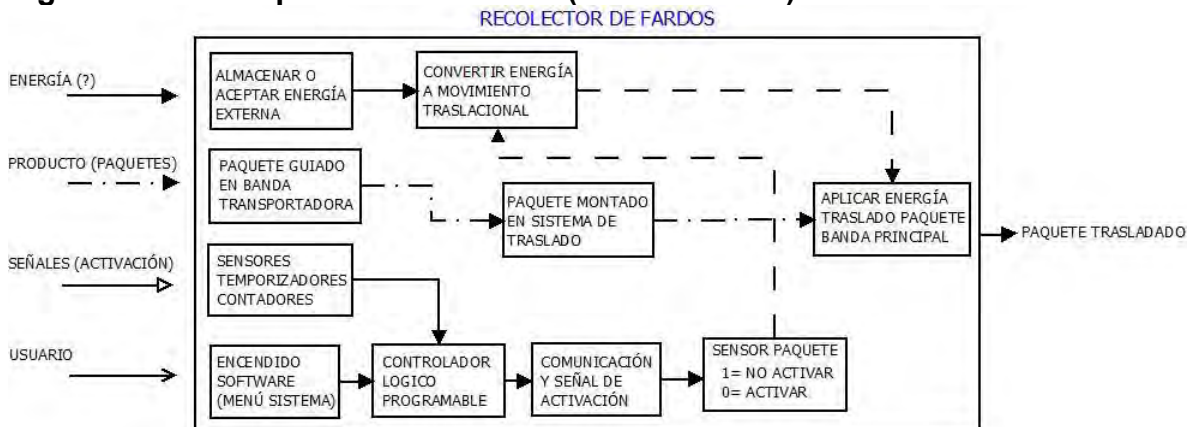 RECOLECTOR DE FARDOS
ENERGÍA (?)
ALMACENAR O
ACEPTAR ENERGÍA
EXTERNA
CONVERTIR ENERGÍA
A MOVIMIENTO
TRASLACIONAL
PRODUCTO (PAQUETES)
PAQUETE GUIADO
EN BANDA
TRANSPORTADORA
PAQUETE MONTADO
EN SISTEMA DE
TRASLADO
APLICAR ENERGÍA
TRASLADO PAQUETE
BANDA PRINCIPAL
PAQUETE TRASLADADO
SEÑALES (ACTIVACIÓN)
SENSORES
TEMPORIZADORES
CONTADORES
USUARIO
ENCENDIDO
SOFTWARE
(MENÚ SISTEMA)
CONTROLADOR
LOGICO
PROGRAMABLE
COMUNICACIÓN
Y SEÑAL DE
ACTIVACIÓN
SENSOR PAQUETE
1= NO ACTIVAR
0= ACTIVAR